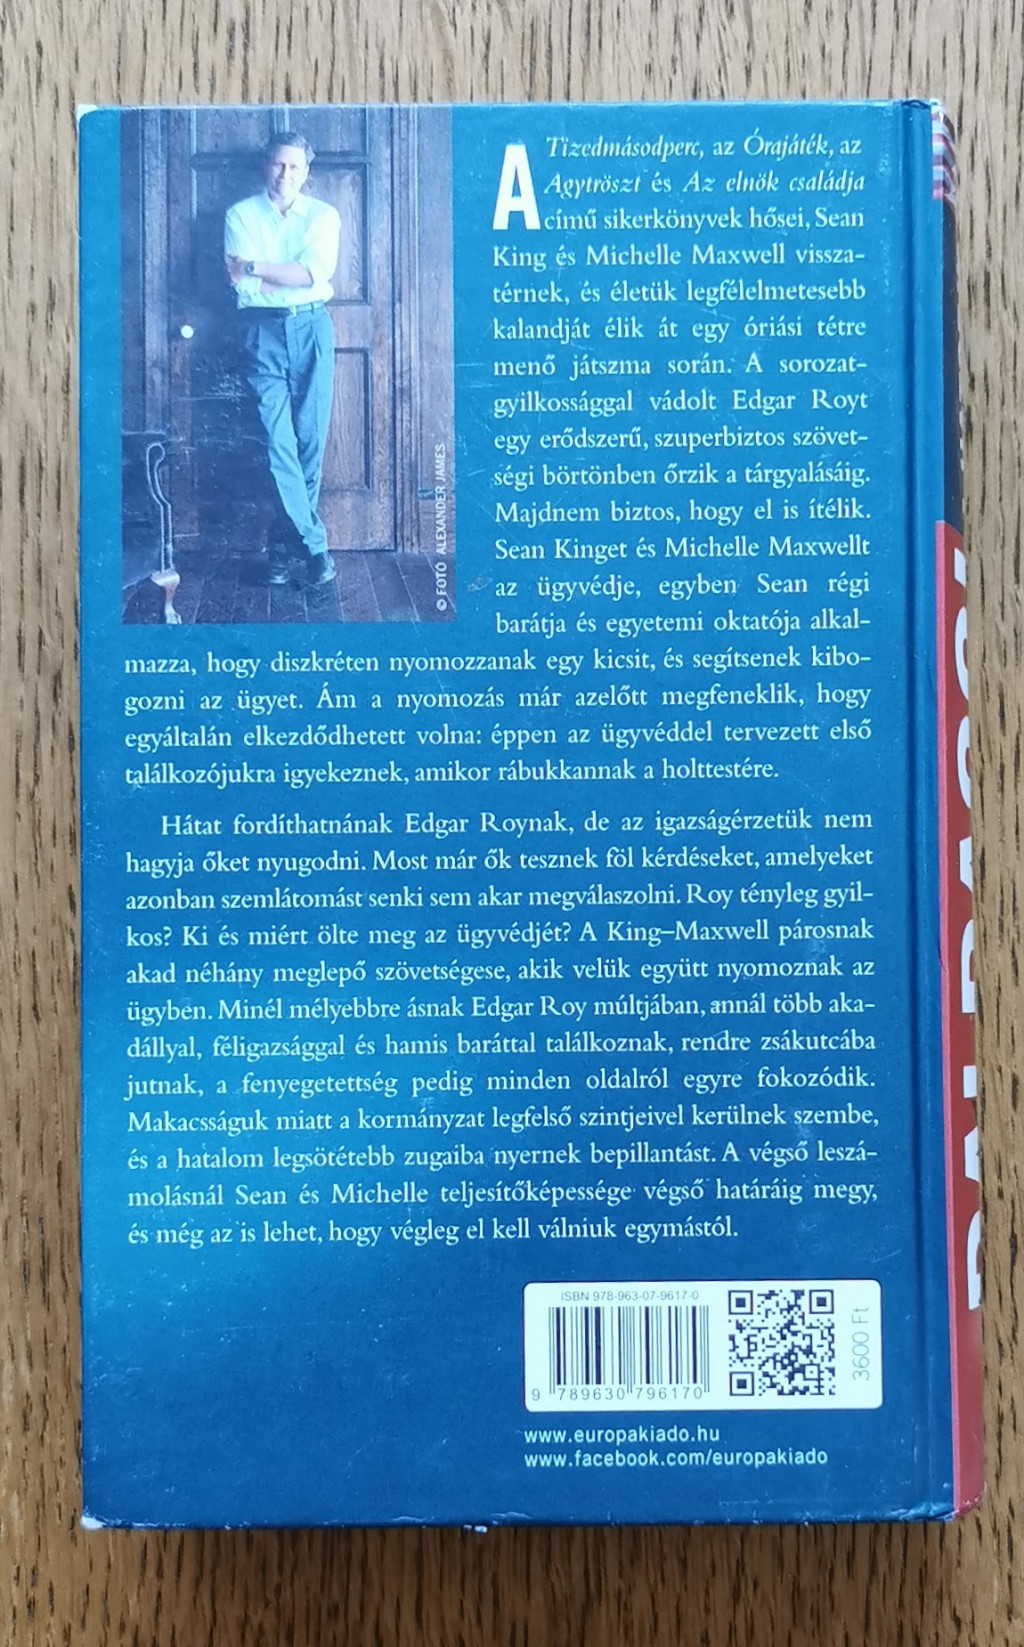 A Tizedmásodperc, az Órajáték, az
Agytröszt és Az elnök családja
című sikerkönyvek hősei, Sean
King és Michelle Maxwell vissza-
térnek, és életük legfélelmetesebb
kalandját élik át egy óriási tétre
menő játszma során. A sorozat-
gyilkossággal vádolt Edgar Royt
egy erődszerű, szuperbiztos szövet-
ségi börtönben őrzik a tárgyalásáig.
Majdnem biztos, hogy el is ítélik.
Sean Kinget és Michelle Maxwellt
az ügyvédje, egyben Sean régi
barátja és egyetemi oktatója alkal-
mazza, hogy diszkréten nyomozzanak egy kicsit, és segítsenek kibo-
gozni az ügyet. Ám a nyomozás már azelőtt megfeneklik, hogy
egyáltalán elkezdődhetett volna: éppen az ügyvéddel tervezett első
találkozójukra igyekeznek, amikor rábukkannak a holttestére.
Hátat fordíthatnának Edgar Roynak, de az igazságérzetük nem
hagyja őket nyugodni. Most már ők tesznek föl kérdéseket, amelyeket
azonban szemlátomást senki sem akar megválaszolni. Roy tényleg gyil-
kos? Ki és miért ölte meg az ügyvédjét? A King–Maxwell párosnak
akad néhány meglepő szövetségese, akik velük együtt nyomoznak az
ügyben. Minél mélyebbre ásnak Edgar Roy múltjában, annál több aka-
dállyal, féligazsággal és hamis baráttal találkoznak, rendre zsákutcába
jutnak, a fenyegetettség pedig minden oldalról egyre fokozódik.
Makacsságuk miatt a kormányzat legfelső szintjeivel kerülnek szembe,
és a hatalom legsötétebb zugaiba nyernek bepillantást. A végső leszá-
molásnál Sean és Michelle teljesítőképessége végső határáig megy,
és még az is lehet, hogy végleg el kell válniuk egymástól.
© FOTÓ ALEXANDER JAMES
ISBN 978-963-07-9617-0
9 789630 796170
3600 Ft
www.europakiado.hu
www.facebook.com/europakiado